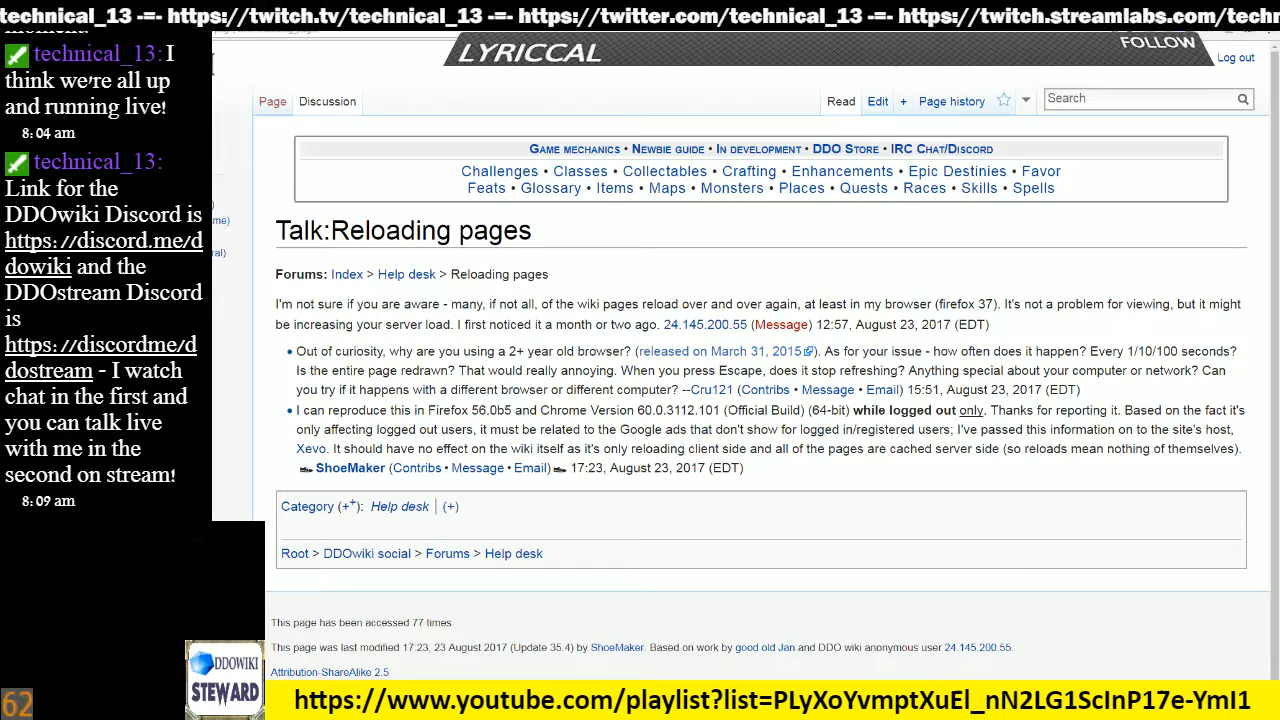 technical_13 -=- https://twitch.tv/technical_13 -=- https://twitter.com/technical_13 -=- https://twitch.streamlabs.com/techn
technical_13: I
think we're all up
and running live!
8:04 am
technical_13:
Link for the
DDOwiki Discord is
https://discord.me/d
dowiki and the
DDOstream Discord
is
https://discordme/d
dostream - I watch
chat in the first and
you can talk live
with me in the
second on stream!
8:09 am
LYRICCAL
FOLLOW
Log out
Page Discussion Read Edit + Page history Search
Game mechanics • Newbie guide • In development • DDO Store • IRC Chat/Discord
Challenges • Classes • Collectables • Crafting • Enhancements • Epic Destinies • Favor
Feats • Glossary • Items • Maps • Monsters • Places • Quests • Races • Skills • Spells
me)
ral)
Talk:Reloading pages
Forums: Index > Help desk > Reloading pages
I'm not sure if you are aware - many, if not all, of the wiki pages reload over and over again, at least in my browser (firefox 37). It's not a problem for viewing, but it might
be increasing your server load. I first noticed it a month or two ago. 24.145.200.55 (Message) 12:57, August 23, 2017 (EDT)
• Out of curiosity, why are you using a 2+ year old browser? (released on March 31, 2015). As for your issue - how often does it happen? Every 1/10/100 seconds?
Is the entire page redrawn? That would really annoying. When you press Escape, does it stop refreshing? Anything special about your computer or network? Can
you try if it happens with a different browser or different computer? --Cru121 (Contribs • Message • Email) 15:51, August 23, 2017 (EDT)
• I can reproduce this in Firefox 56.0b5 and Chrome Version 60.0.3112.101 (Official Build) (64-bit) while logged out only. Thanks for reporting it. Based on the fact it's
only affecting logged out users, it must be related to the Google ads that don't show for logged in/registered users; I've passed this information on to the site's host,
Xevo. It should have no effect on the wiki itself as it's only reloading client side and all of the pages are cached server side (so reloads mean nothing of themselves).
ShoeMaker (Contribs • Message • Email) 17:23, August 23, 2017 (EDT)
Category (++): Help desk | (+)
Root > DDOwiki social > Forums > Help desk
This page has been accessed 77 times.
This page was last modified 17:23, 23 August 2017 (Update 35.4) by ShoeMaker. Based on work by good old Jan and DDO wiki anonymous user 24.145.200.55.
Attribution-ShareAlike 2.5
DDOWIKI
STEWARD
62
https://www.youtube.com/playlist?list=PLyXoYvmptXuEl_nN2LG1ScInP17e-YmI1